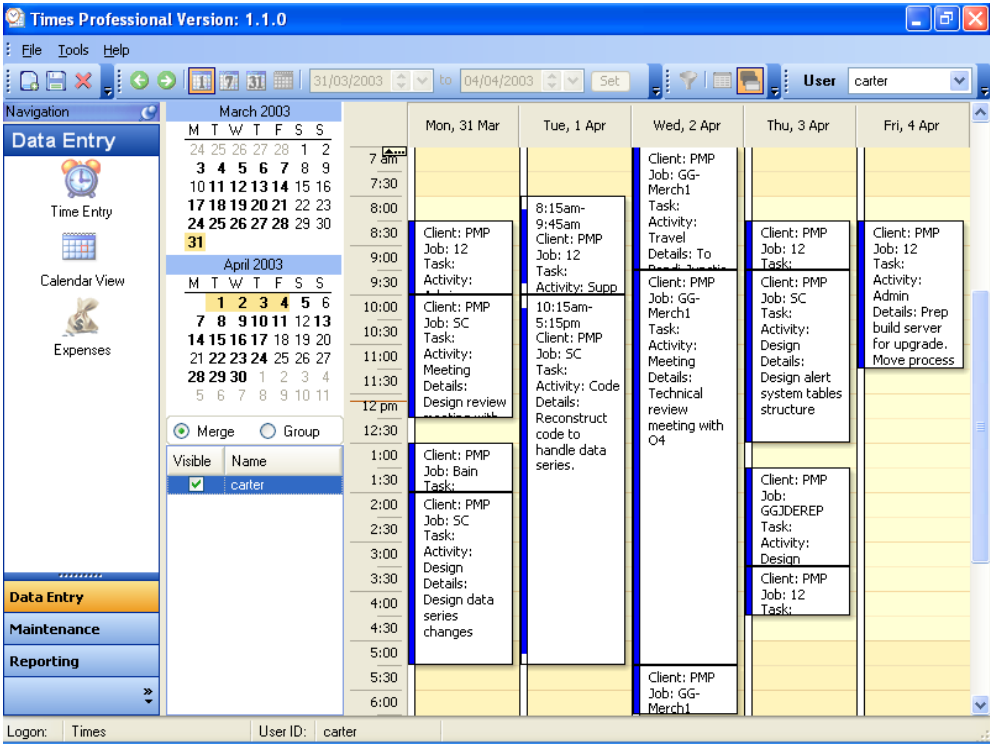 Times Professional Version: 1.1.0
File Tools Help
31/03/2003 to 04/04/2003 Set User carter
Navigation
Data Entry
Time Entry
Calendar View
Expenses
Data Entry
Maintenance
Reporting
March 2003
M T W T F S S
24 25 26 27 28 1 2
3 4 5 6 7 8 9
10 11 12 13 14 15 16
17 18 19 20 21 22 23
24 25 26 27 28 29 30
31
April 2003
M T W T F S S
1 2 3 4 5 6
7 8 9 10 11 12 13
14 15 16 17 18 19 20
21 22 23 24 25 26 27
28 29 30 1 2 3 4
5 6 7 8 9 10 11
Merge Group
Visible Name
carter
7 am
7:30
8:00
8:30
9:00
9:30
10:00
10:30
11:00
11:30
12 pm
12:30
1:00
1:30
2:00
2:30
3:00
3:30
4:00
4:30
5:00
5:30
6:00
Mon, 31 Mar
Client: PMP
Job: 12
Task:
Activity:
Client: PMP
Job: SC
Task:
Activity:
Meeting
Details:
Design review
meeting with
Client: PMP
Job: Bain
Task:
Client: PMP
Job: SC
Task:
Activity:
Design
Details:
Design data
series
changes
Tue, 1 Apr
8:15am-
9:45am
Client: PMP
Job: 12
Task:
Activity: Supp
10:15am-
5:15pm
Client: PMP
Job: SC
Task:
Activity: Code
Details:
Reconstruct
code to
handle data
series.
Wed, 2 Apr
Client: PMP
Job: GG-
Merch1
Task:
Activity:
Travel
Details: To
Client: PMP
Job: GG-
Merch1
Task:
Activity:
Meeting
Details:
Technical
review
meeting with
O4
Client: PMP
Job: GG-
Merch1
Thu, 3 Apr
Client: PMP
Job: 12
Task:
Client: PMP
Job: SC
Task:
Activity:
Design
Details:
Design alert
system tables
structure
Client: PMP
Job:
GGJDEREP
Task:
Activity:
Design
Client: PMP
Job: 12
Task:
Fri, 4 Apr
Client: PMP
Job: 12
Task:
Activity:
Admin
Details: Prep
build server
for upgrade.
Move process
Logon: Times User ID: carter